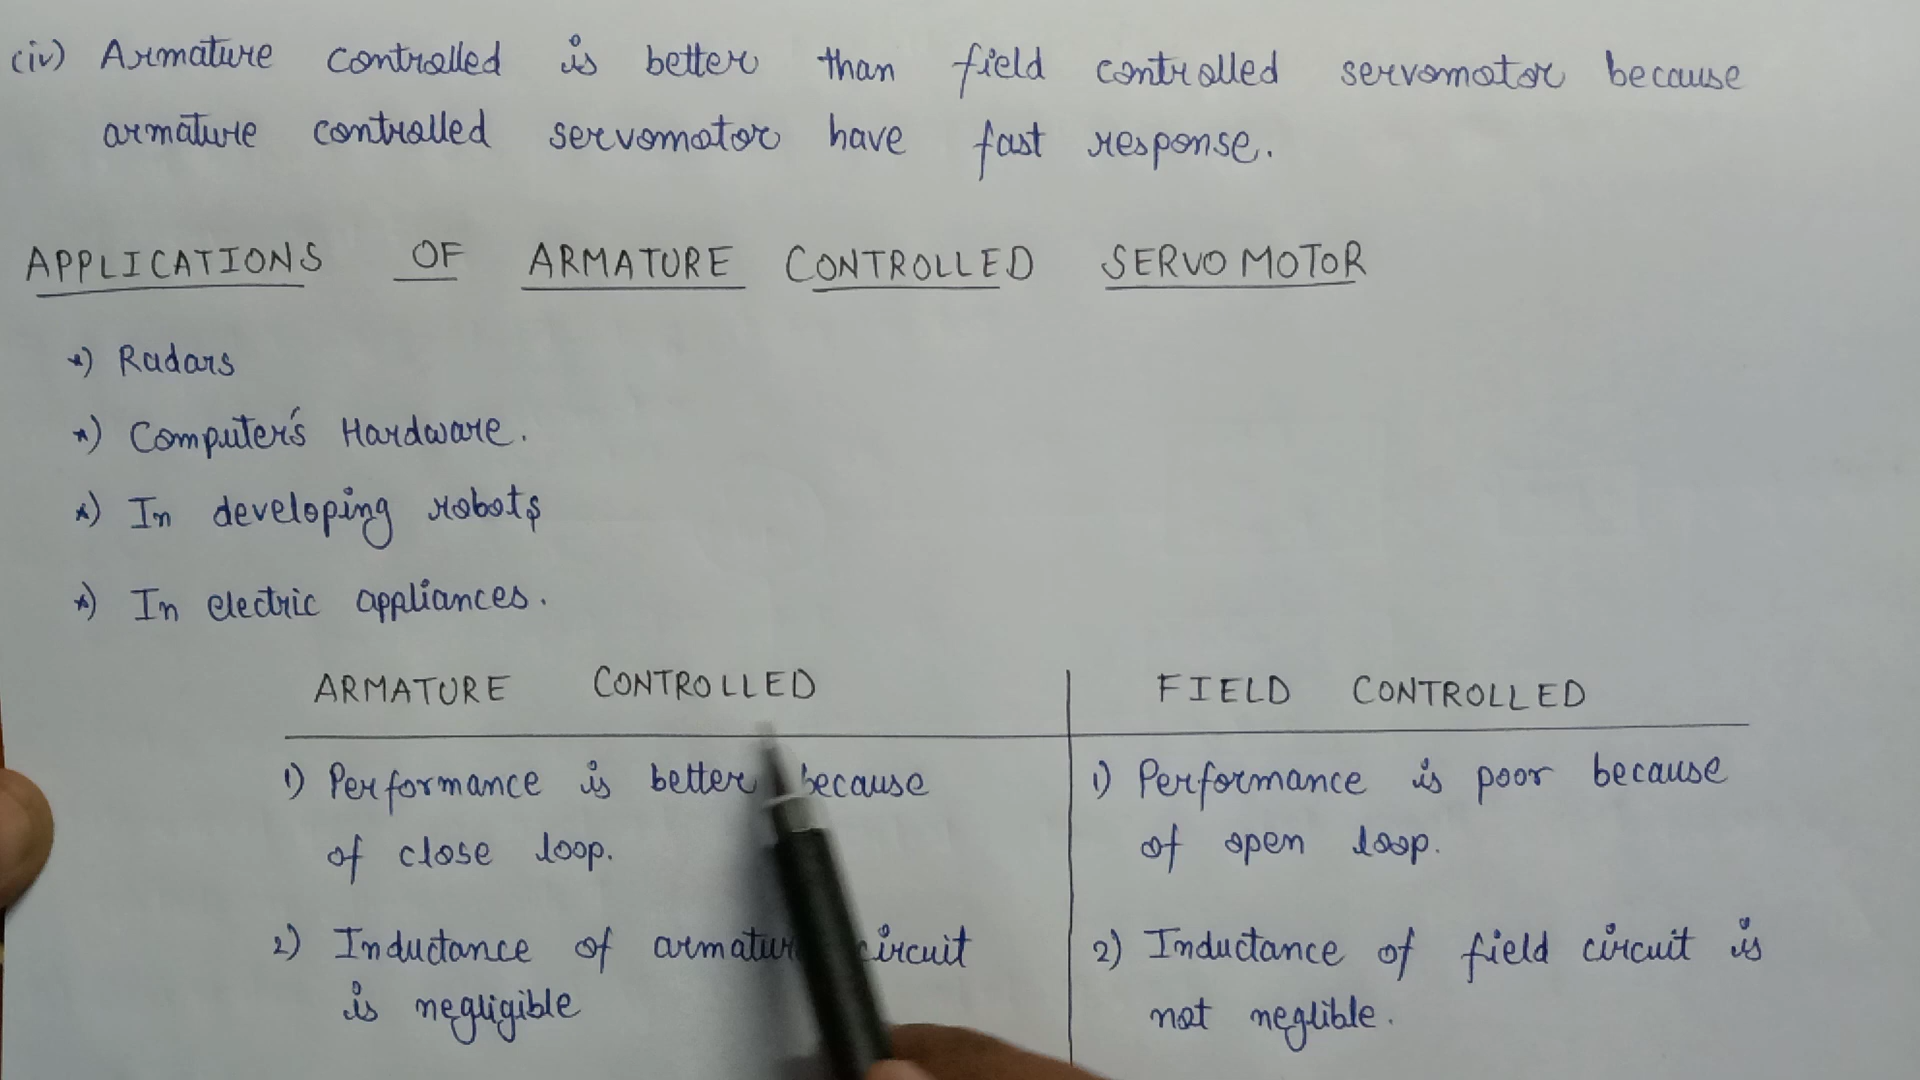 (iv) Armature controlled is better than field controlled servomotor because
armature controlled servomotor have fast response.
APPLICATIONS OF ARMATURE CONTROLLED SERVO MOTOR
*) Radars
*) Computer's Hardware.
*) In developing robots
*) In electric appliances.
ARMATURE CONTROLLED
1) Performance is better because
of close loop.
2) Inductance of armature circuit
is negligible
FIELD CONTROLLED
1) Performance is poor because
of open loop.
2) Inductance of field circuit is
not neglible.